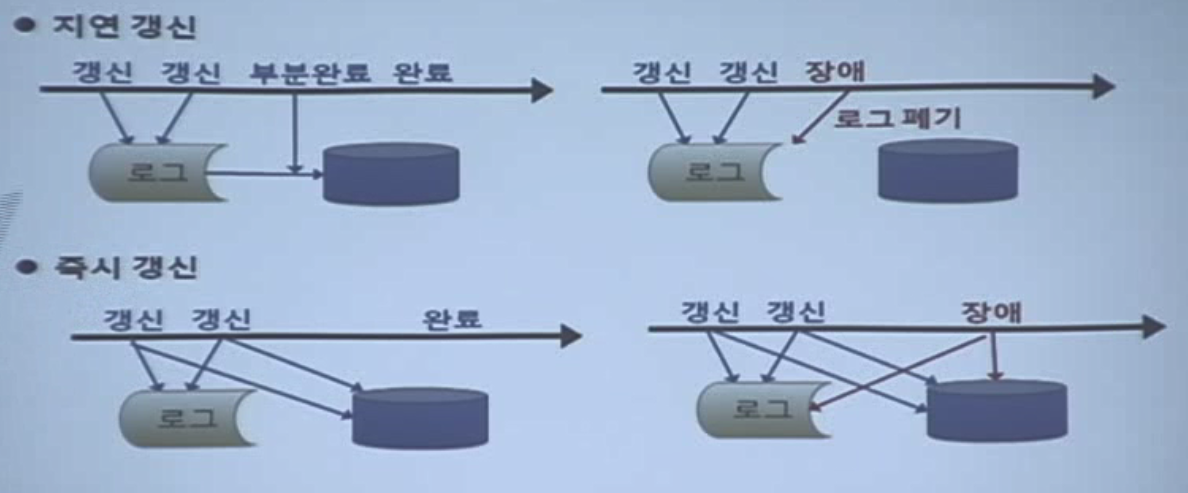 ● 지연 갱신
갱신 갱신 부분완료 완료
로그
갱신 갱신 장애
로그 폐기
로그
● 즉시 갱신
갱신 갱신 완료
로그
갱신 갱신 장애
로그